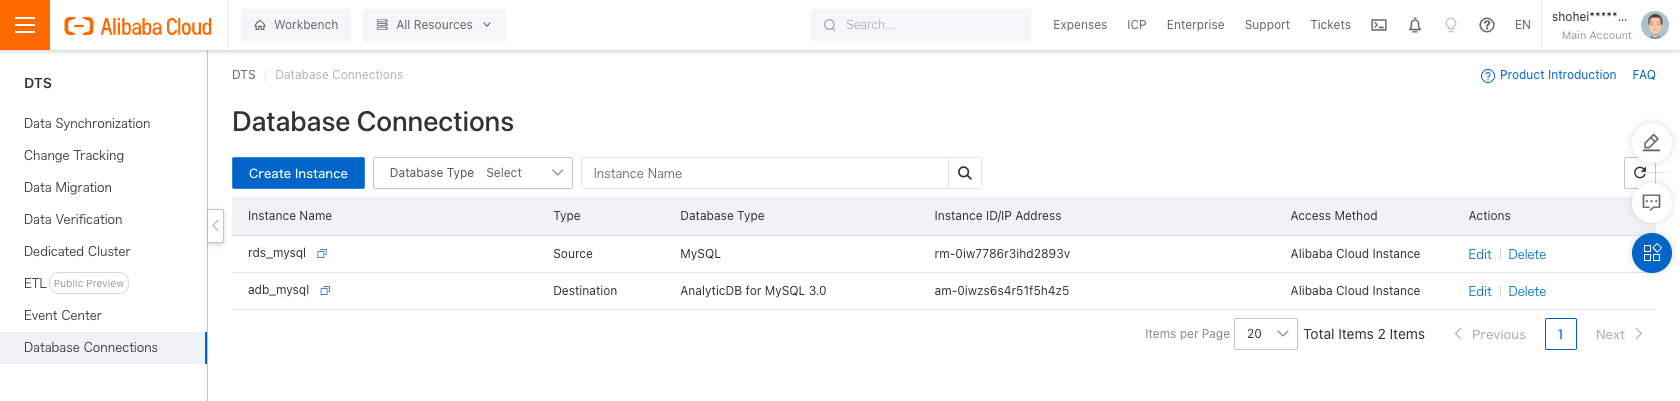 Alibaba Cloud
Workbench
All Resources
Search...
Expenses
ICP
Enterprise
Support
Tickets
EN
shohei*****...
Main Account
DTS
Data Synchronization
Change Tracking
Data Migration
Data Verification
Dedicated Cluster
ETL Public Preview
Event Center
Database Connections
DTS / Database Connections
Product Introduction
FAQ
Database Connections
Create Instance
Database Type Select
Instance Name
Instance Name Type Database Type Instance ID/IP Address Access Method Actions
rds_mysql Source MySQL rm-0iw7786r3ihd2893v Alibaba Cloud Instance Edit | Delete
adb_mysql Destination AnalyticDB for MySQL 3.0 am-0iwzs6s4r51f5h4z5 Alibaba Cloud Instance Edit | Delete
Items per Page 20 Total Items 2 Items Previous 1 Next